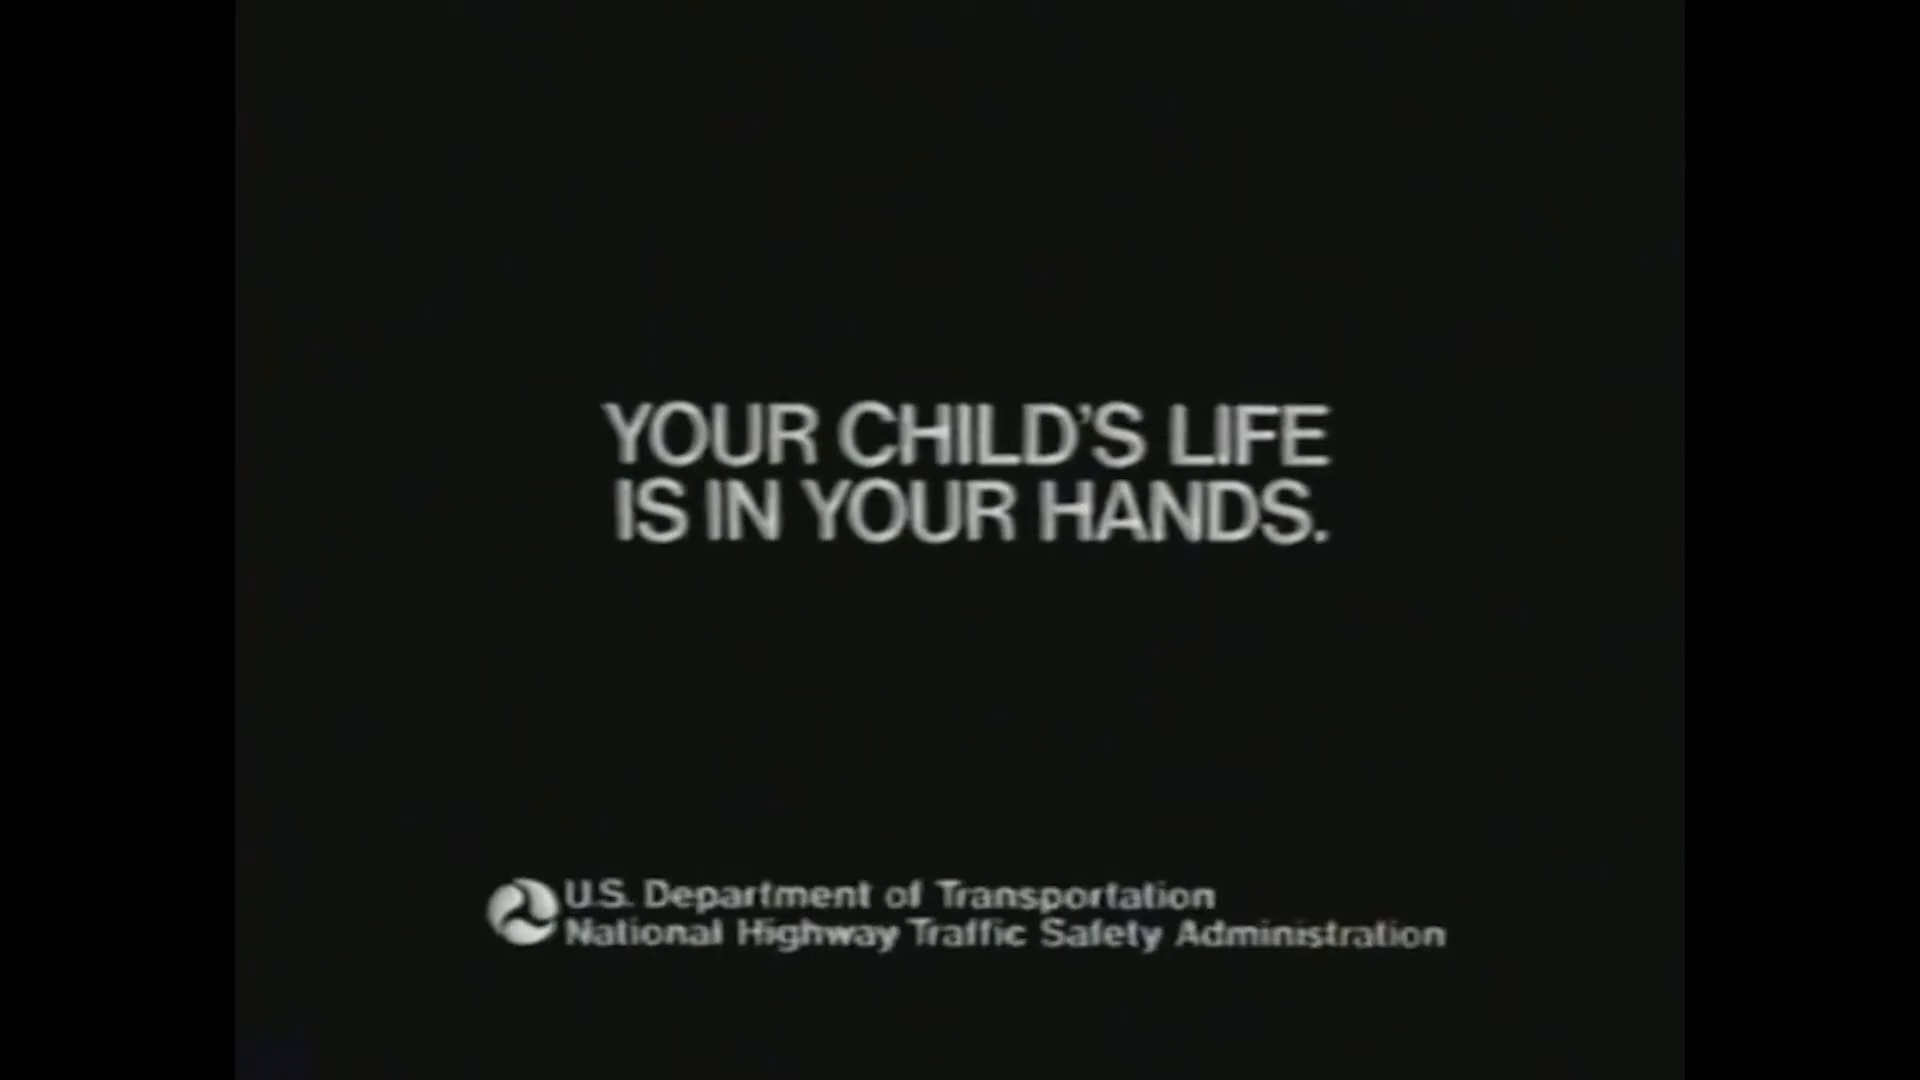 YOUR CHILD'S LIFE
IS IN YOUR HANDS.
U.S. Department of Transportation
National Highway Traffic Safety Administration